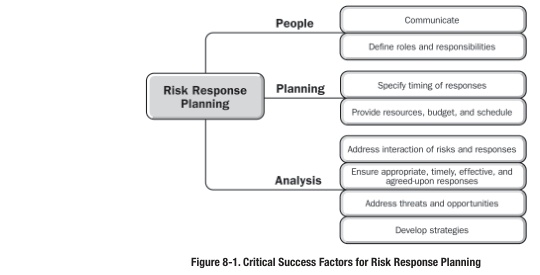 People
Communicate
Define roles and responsibilities
Risk Response
Planning
Planning
Specify timing of responses
Provide resources, budget, and schedule
Analysis
Address interaction of risks and responses
Ensure appropriate, timely, effective, and
agreed-upon responses
Address threats and opportunities
Develop strategies
Figure 8-1. Critical Success Factors for Risk Response Planning